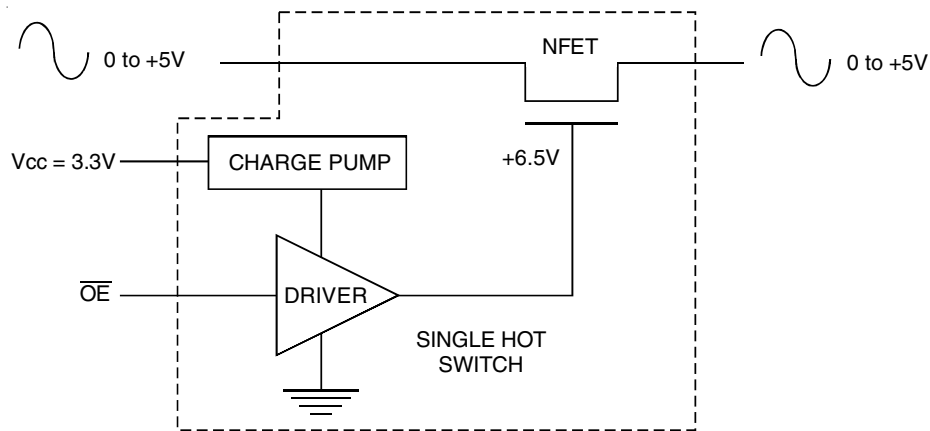 NFET
0 to +5V
0 to +5V
Vcc = 3.3V
CHARGE PUMP
+6.5V
OE
DRIVER
SINGLE HOT
SWITCH